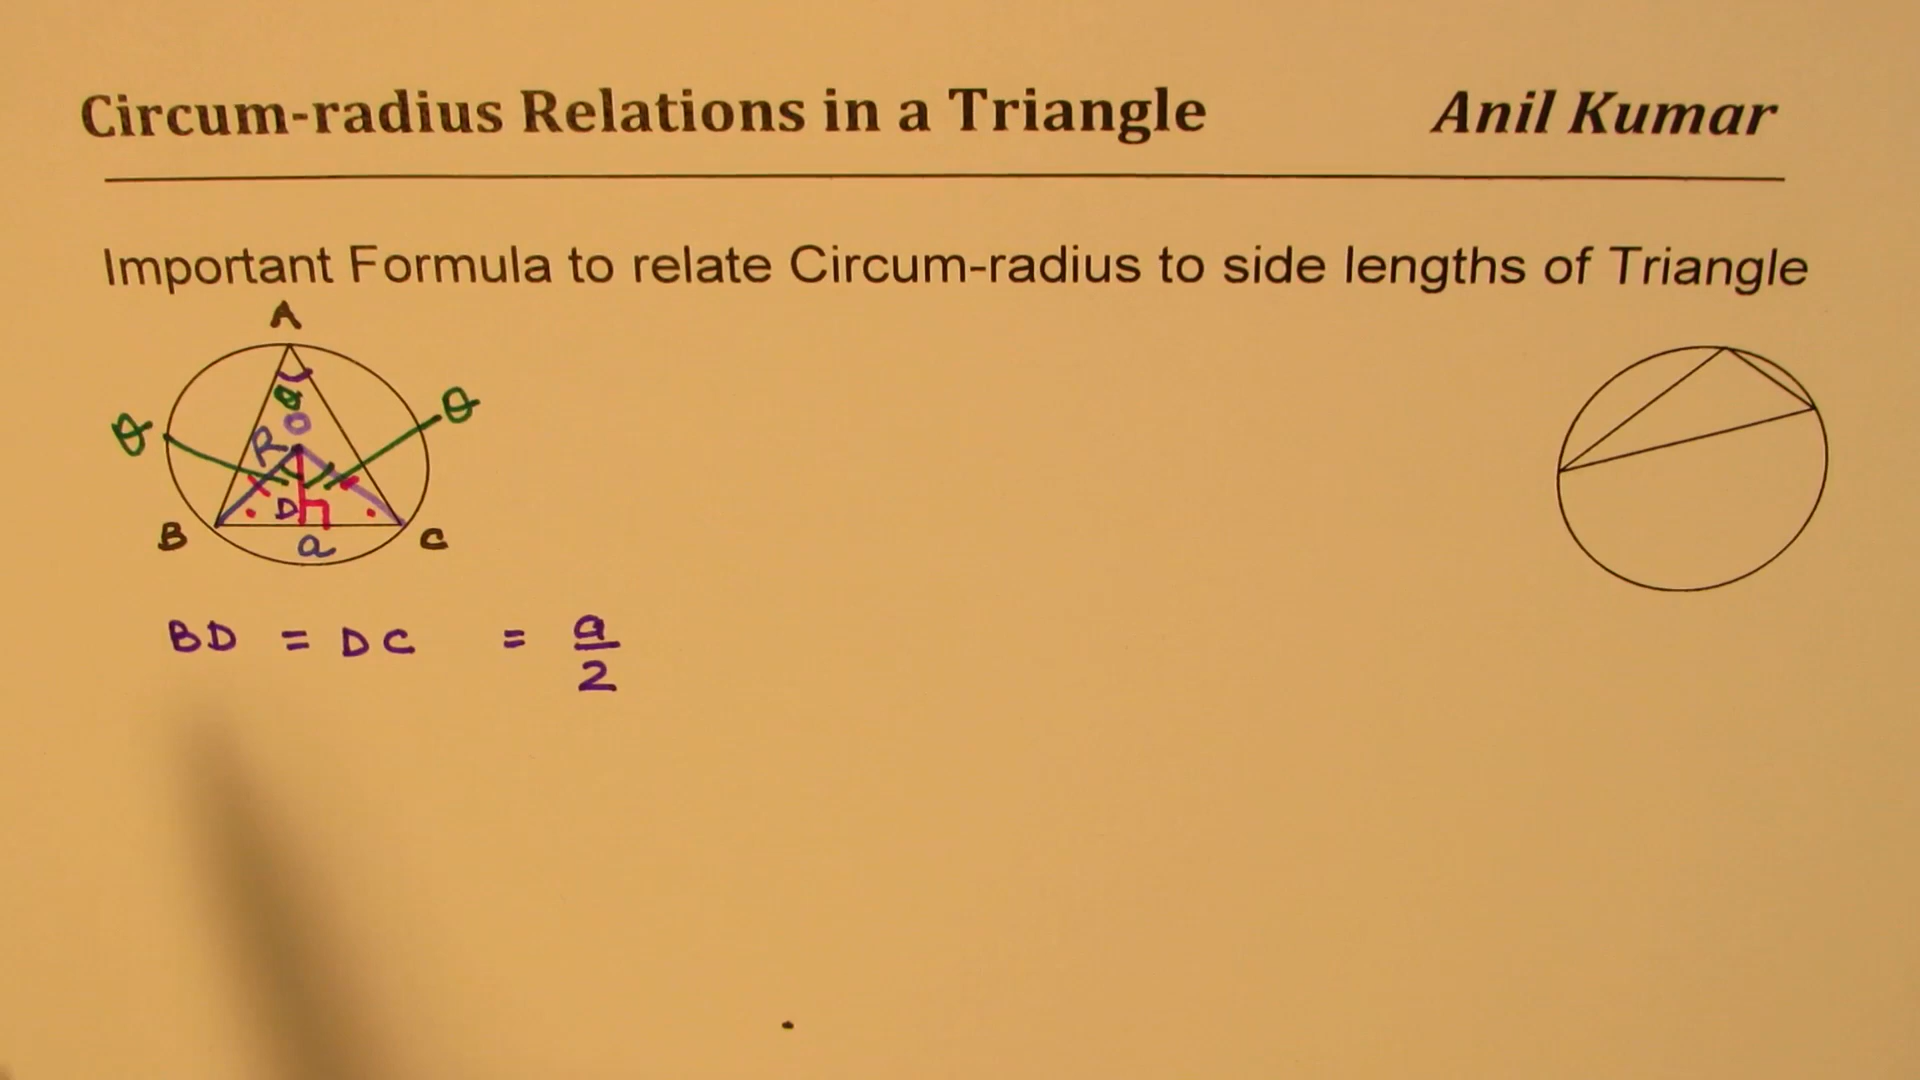 Circum-radius Relations in a Triangle Anil Kumar
Important Formula to relate Circum-radius to side lengths of Triangle
A
θ
θ
θ
O
R
D
B
a
C
BD = DC = a/2